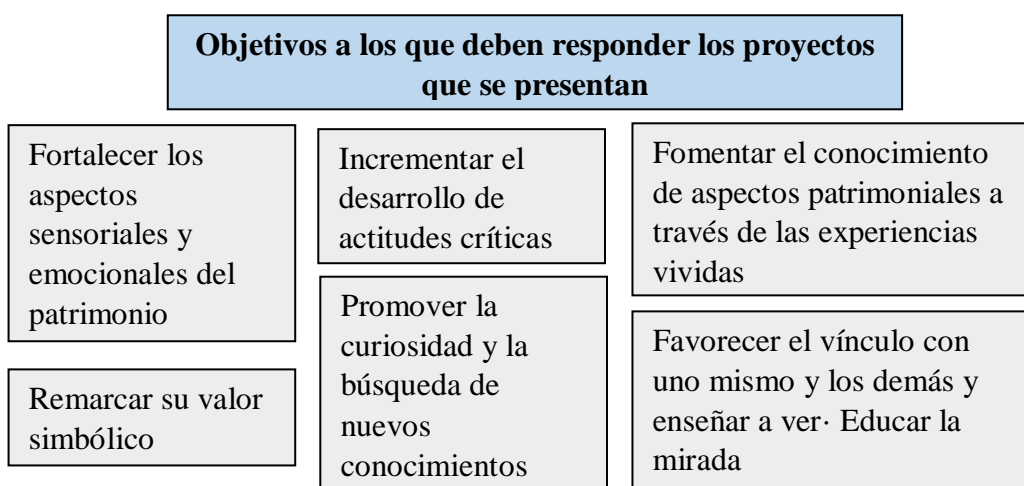 Objetivos a los que deben responder los proyectos
que se presentan
Fortalecer los
aspectos
sensoriales y
emocionales del
patrimonio
Remarcar su valor
simbólico
Incrementar el
desarrollo de
actitudes críticas
Promover la
curiosidad y la
búsqueda de
nuevos
conocimientos
Fomentar el conocimiento
de aspectos patrimoniales a
través de las experiencias
vividas
Favorecer el vínculo con
uno mismo y los demás y
enseñar a ver· Educar la
mirada